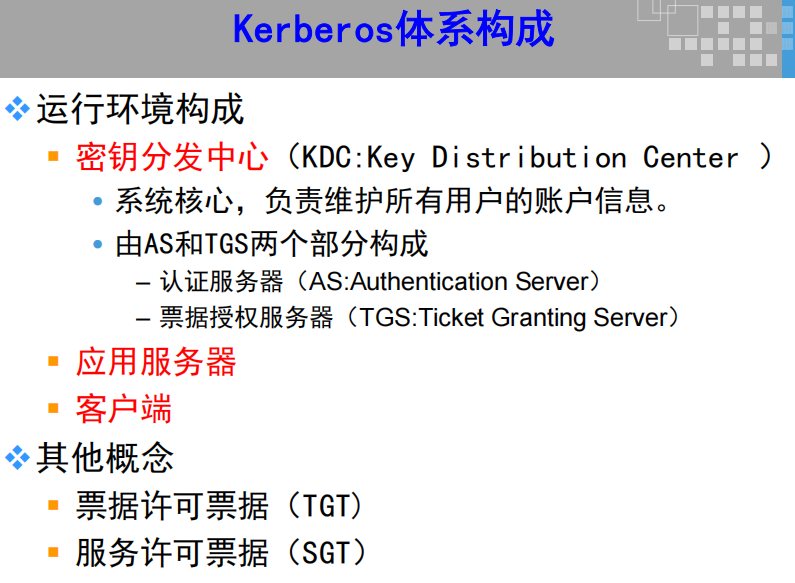 Kerberos体系构成
运行环境构成
密钥分发中心（KDC:Key Distribution Center ）
系统核心，负责维护所有用户的账户信息。
由AS和TGS两个部分构成
– 认证服务器（AS:Authentication Server）
– 票据授权服务器（TGS:Ticket Granting Server）
应用服务器
客户端
其他概念
票据许可票据（TGT）
服务许可票据（SGT）